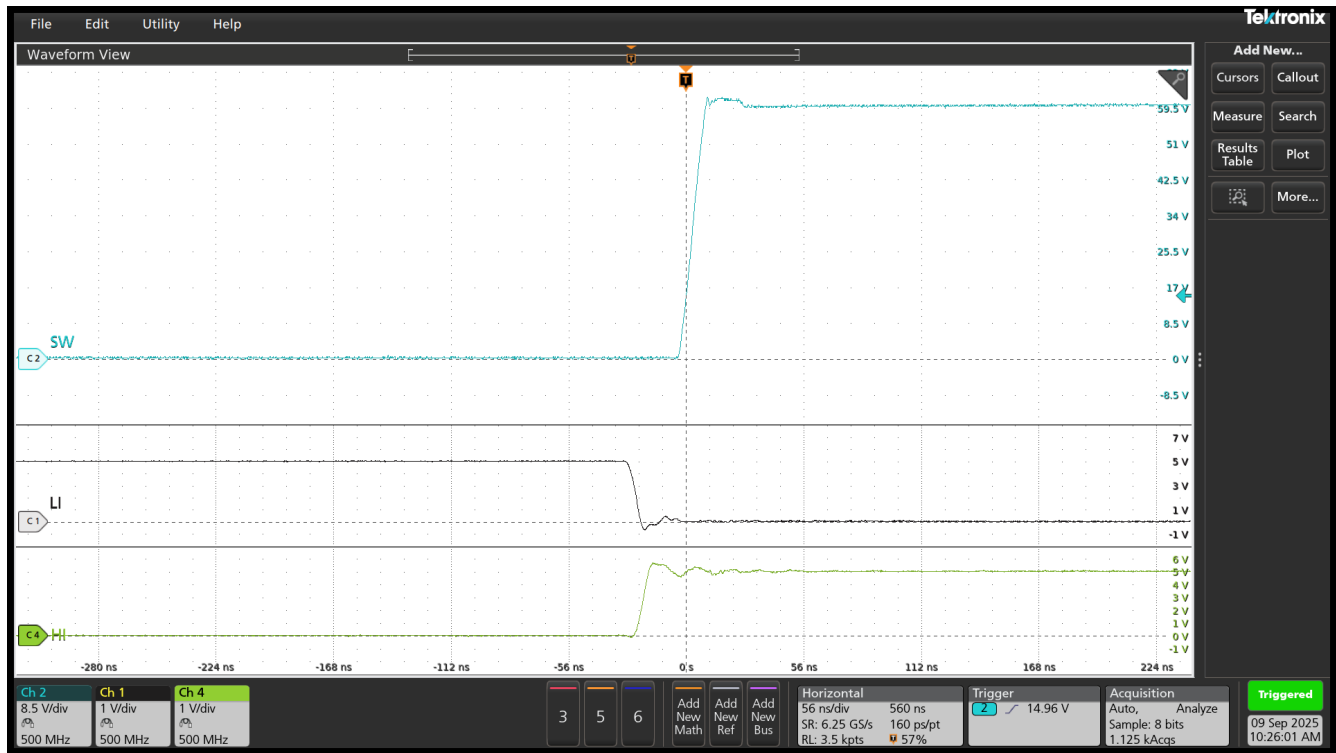 File Edit Utility Help
Tektronix
Waveform View
Add New...
Cursors Callout
Measure Search
Results Table Plot
More...
T
T
59.5 V
51 V
42.5 V
34 V
25.5 V
17 V
8.5 V
0 V
-8.5 V
SW
C 2
7 V
5 V
3 V
1 V
-1 V
LI
C 1
6 V
5 V
4 V
3 V
2 V
1 V
0 V
-1 V
C 4 HI
-280 ns -224 ns -168 ns -112 ns -56 ns 0 s 56 ns 112 ns 168 ns 224 ns
Ch 2
8.5 V/div
500 MHz
Ch 1
1 V/div
500 MHz
Ch 4
1 V/div
500 MHz
3 5 6
Add New Math
Add New Ref
Add New Bus
Horizontal
56 ns/div 560 ns
SR: 6.25 GS/s 160 ps/pt
RL: 3.5 kpts 57%
Trigger
2 14.96 V
Acquisition
Auto, Analyze
Sample: 8 bits
1.125 kAcqs
Triggered
09 Sep 2025
10:26:01 AM